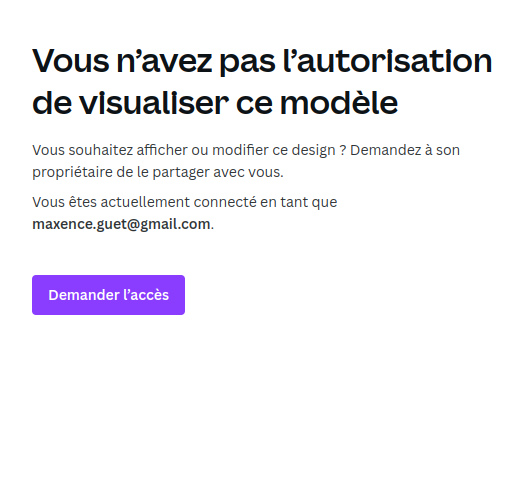 Vous n’avez pas l’autorisation
de visualiser ce modèle
Vous souhaitez afficher ou modifier ce design ? Demandez à son
propriétaire de le partager avec vous.
Vous êtes actuellement connecté en tant que
maxence.guet@gmail.com.
Demander l’accès